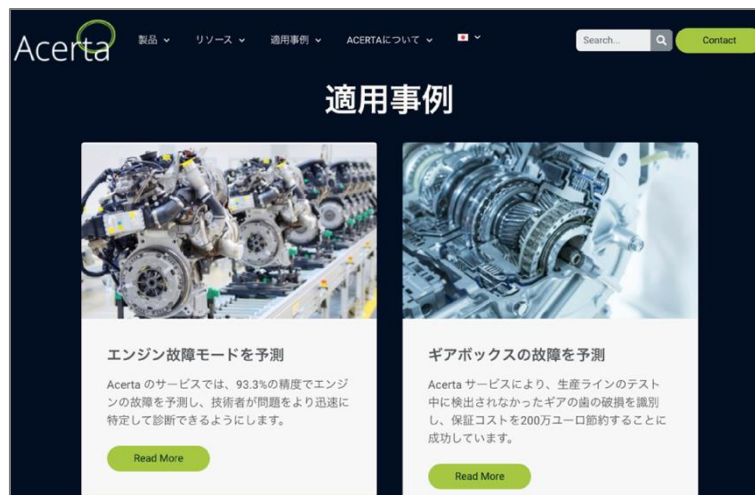 Acerta
製品
リソース
適用事例
ACERTAについて
Search...
Contact
適用事例
エンジン故障モードを予測
Acerta のサービスでは、93.3%の精度でエンジ
ンの故障を予測し、技術者が問題をより迅速に
特定して診断できるようにします。
Read More
ギアボックスの故障を予測
Acerta サービスにより、生産ラインのテスト
中に検出されなかったギアの歯の破損を識別
し、保証コストを200万ユーロ節約することに
成功しています。
Read More